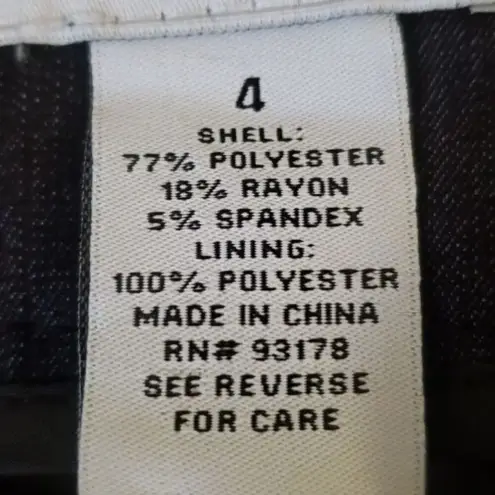 4
SHELL:
77% POLYESTER
18% RAYON
5% SPANDEX
LINING:
100% POLYESTER
MADE IN CHINA
RN# 93178
SEE REVERSE
FOR CARE